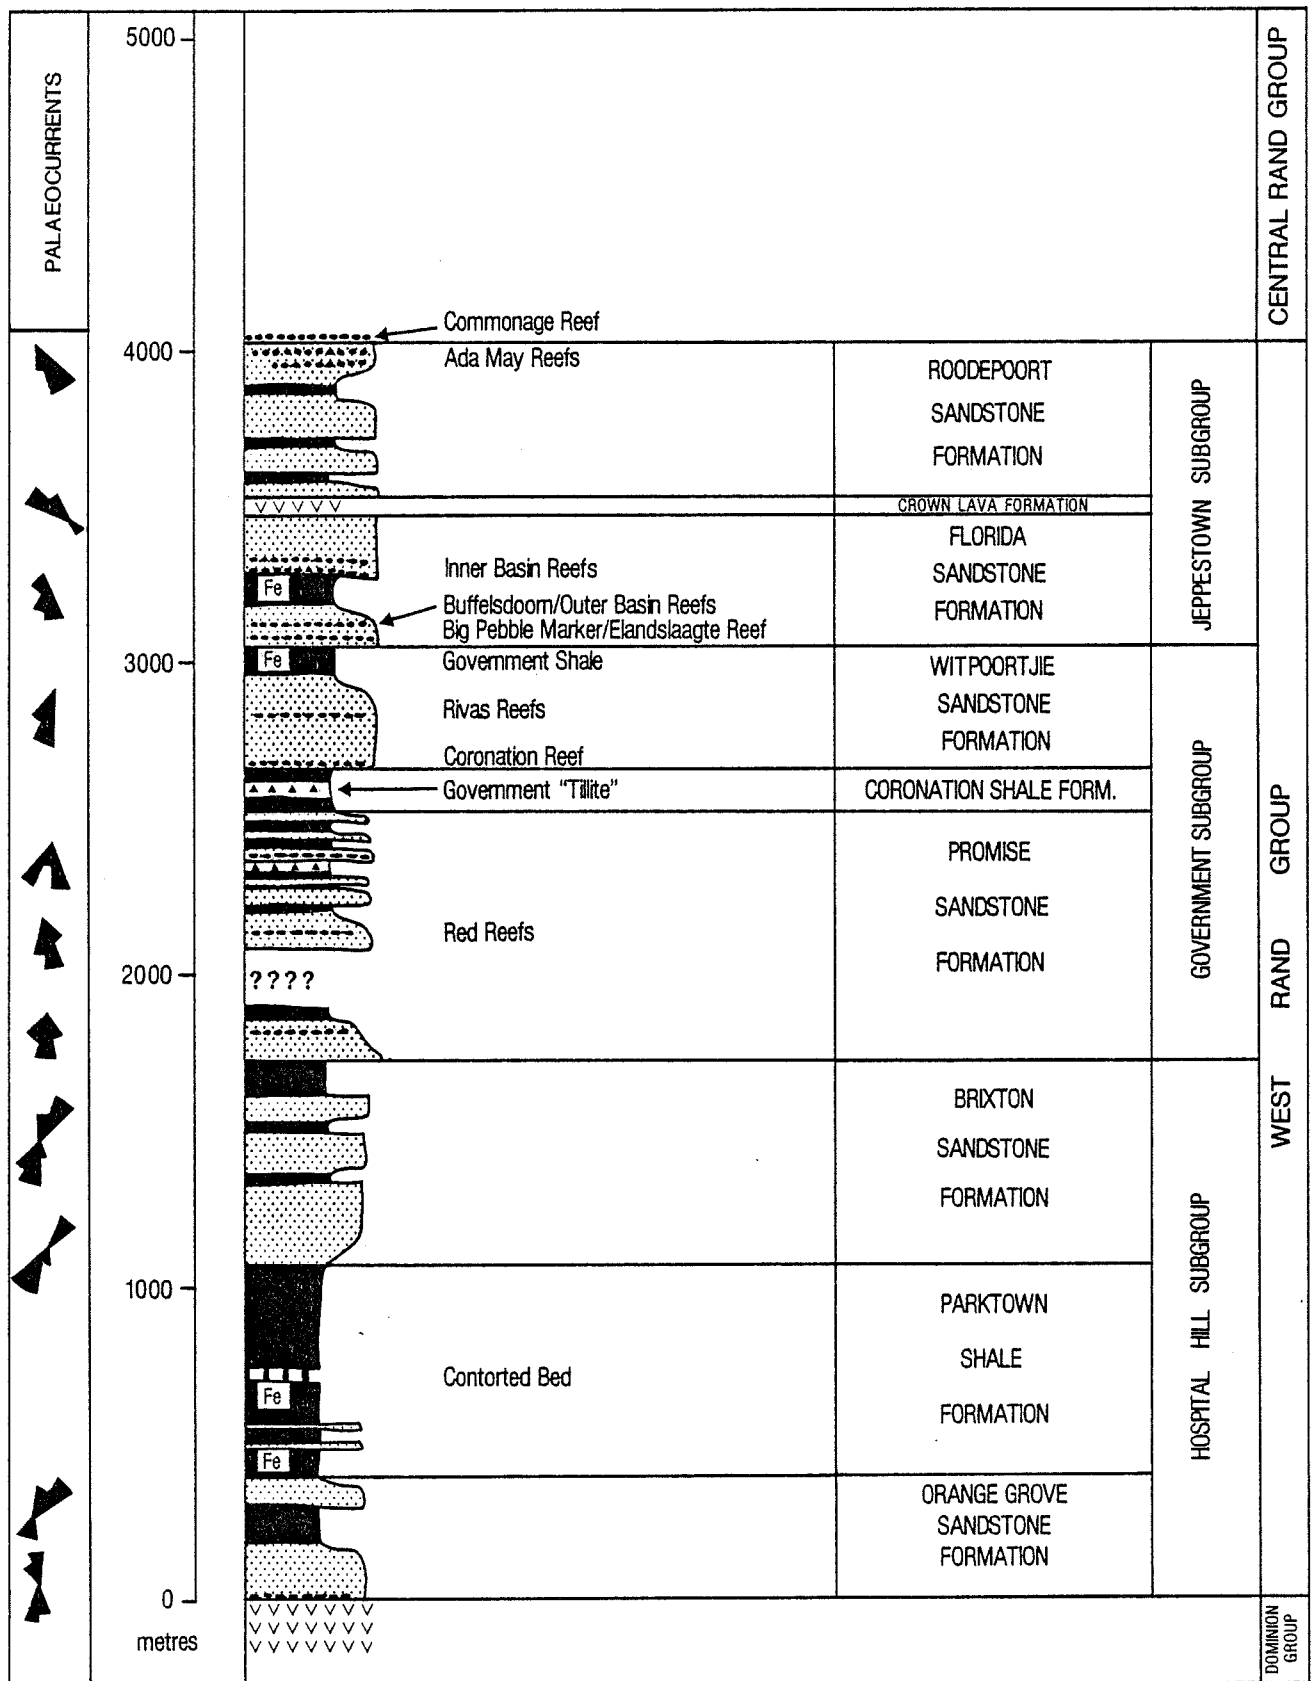 PALAEOCURRENTS
5000
4000
3000
2000
1000
0
metres
Commonage Reef
Ada May Reefs
Inner Basin Reefs
Buffelsdoorn/Outer Basin Reefs
Big Pebble Marker/Elandslaagte Reef
Government Shale
Rivas Reefs
Coronation Reef
Government "Tillite"
Red Reefs
Contorted Bed
Fe
Fe
? ? ? ?
Fe
Fe
ROODEPOORT
SANDSTONE
FORMATION
CROWN LAVA FORMATION
FLORIDA
SANDSTONE
FORMATION
WITPOORTJIE
SANDSTONE
FORMATION
CORONATION SHALE FORM.
PROMISE
SANDSTONE
FORMATION
BRIXTON
SANDSTONE
FORMATION
PARKTOWN
SHALE
FORMATION
ORANGE GROVE
SANDSTONE
FORMATION
JEPPESTOWN SUBGROUP
GOVERNMENT SUBGROUP
HOSPITAL HILL SUBGROUP
CENTRAL RAND GROUP
WEST RAND GROUP
DOMINION
GROUP